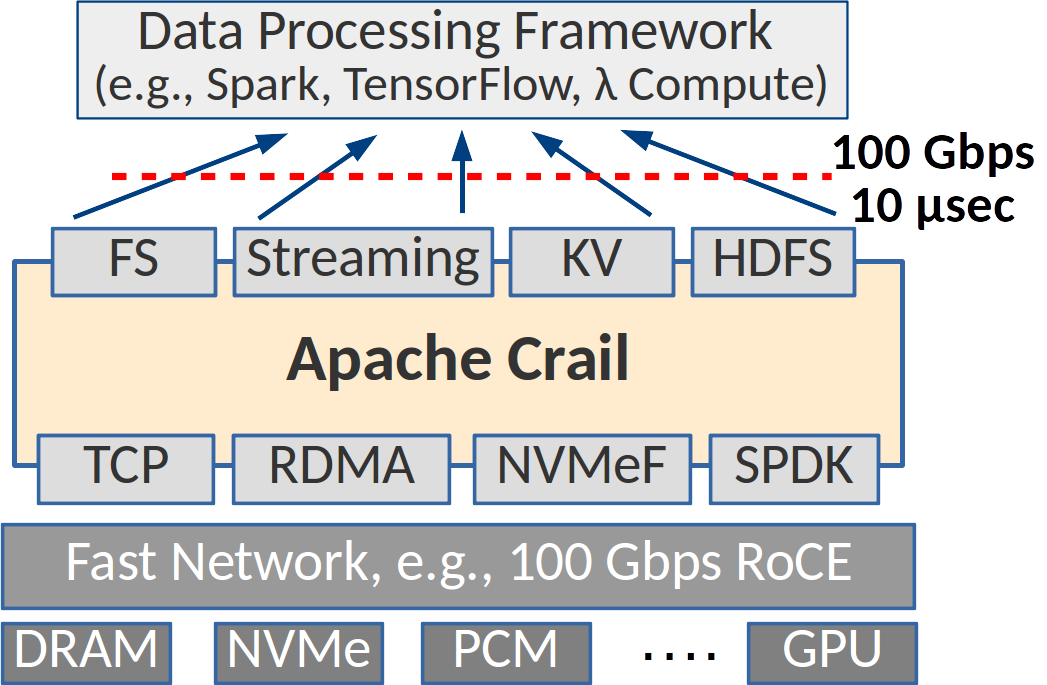 Data Processing Framework
(e.g., Spark, TensorFlow, λ Compute)
100 Gbps
10 μsec
FS Streaming KV HDFS
Apache Crail
TCP RDMA NVMeF SPDK
Fast Network, e.g., 100 Gbps RoCE
DRAM NVMe PCM .... GPU